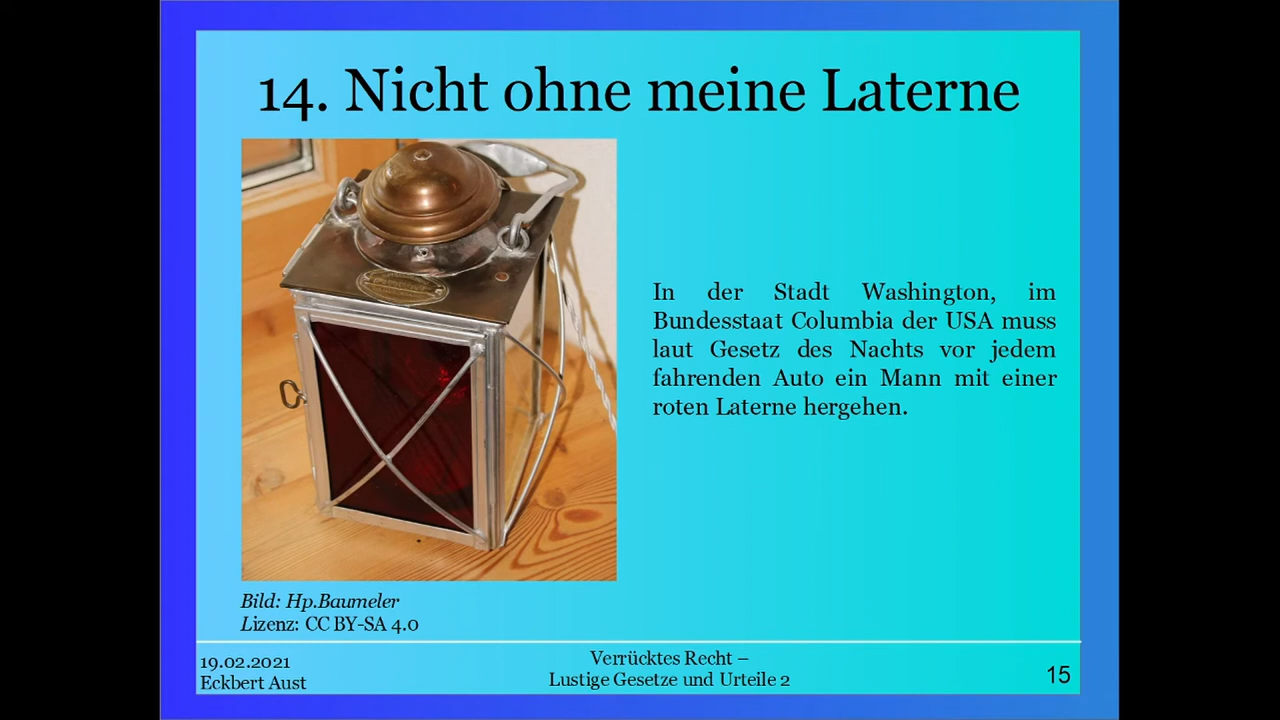 14. Nicht ohne meine Laterne
In der Stadt Washington, im
Bundesstaat Columbia der USA muss
laut Gesetz des Nachts vor jedem
fahrenden Auto ein Mann mit einer
roten Laterne hergehen.
Bild: Hp.Baumeler
Lizenz: CC BY-SA 4.0
19.02.2021
Eckbert Aust
Verrücktes Recht –
Lustige Gesetze und Urteile 2
15